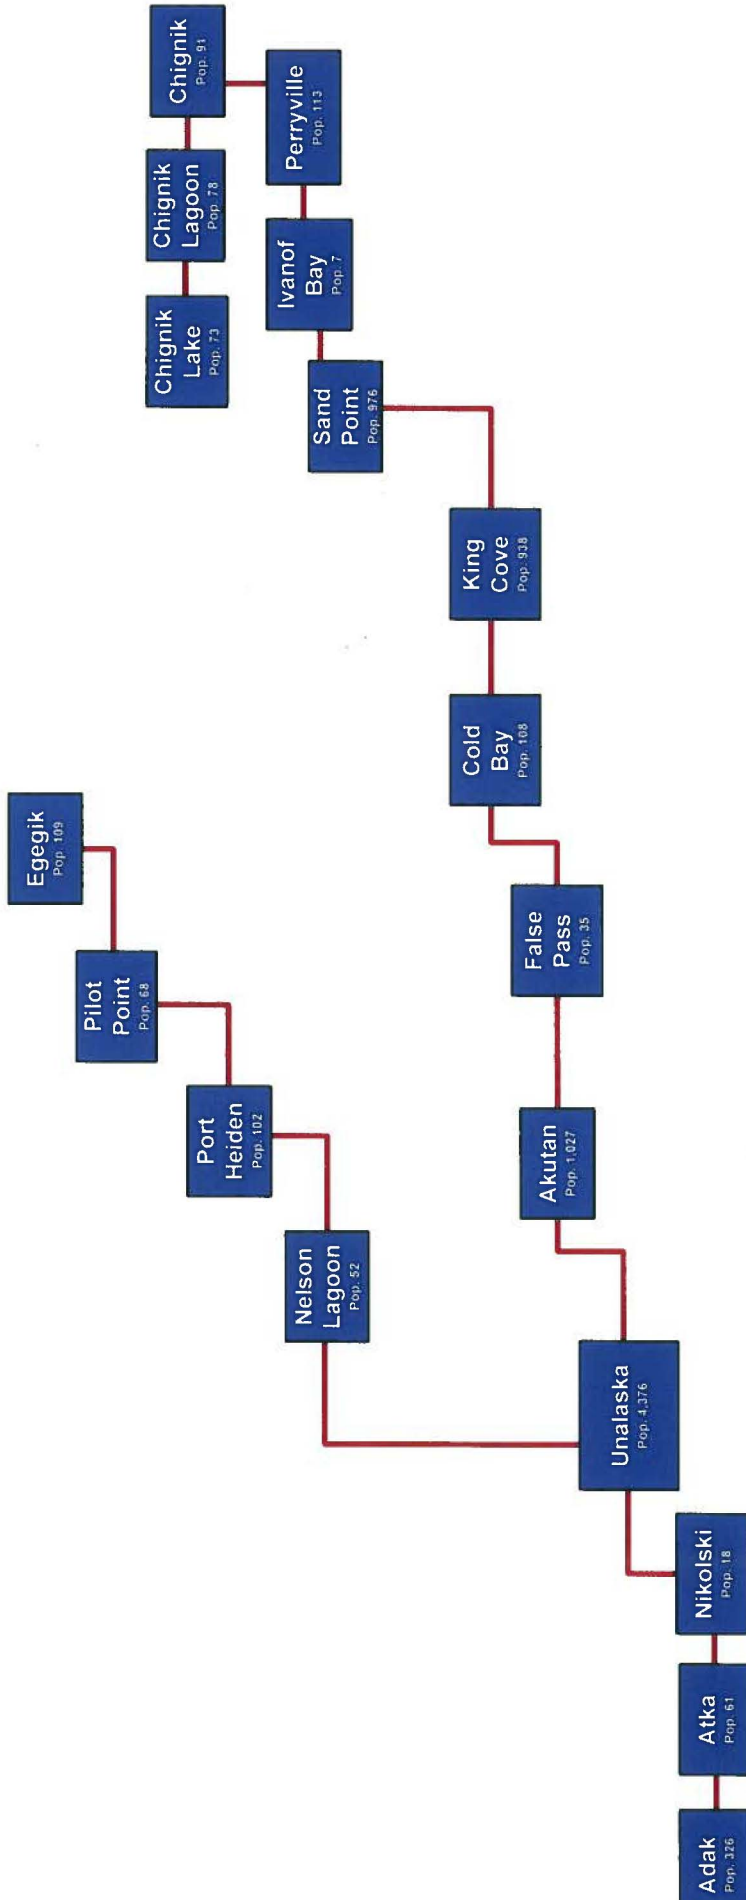 Chignik
Pop. 91
Perryville
Pop. 113
Chignik
Lagoon
Pop. 78
Ivanof
Bay
Pop. 7
Chignik
Lake
Pop. 73
Sand
Point
Pop. 976
King
Cove
Pop. 938
Cold
Bay
Pop. 108
Egegik
Pop. 109
False
Pass
Pop. 35
Pilot
Point
Pop. 68
Port
Heiden
Pop. 102
Akutan
Pop. 1,027
Nelson
Lagoon
Pop. 52
Unalaska
Pop. 4,376
Nikolski
Pop. 18
Atka
Pop. 61
Adak
Pop. 326